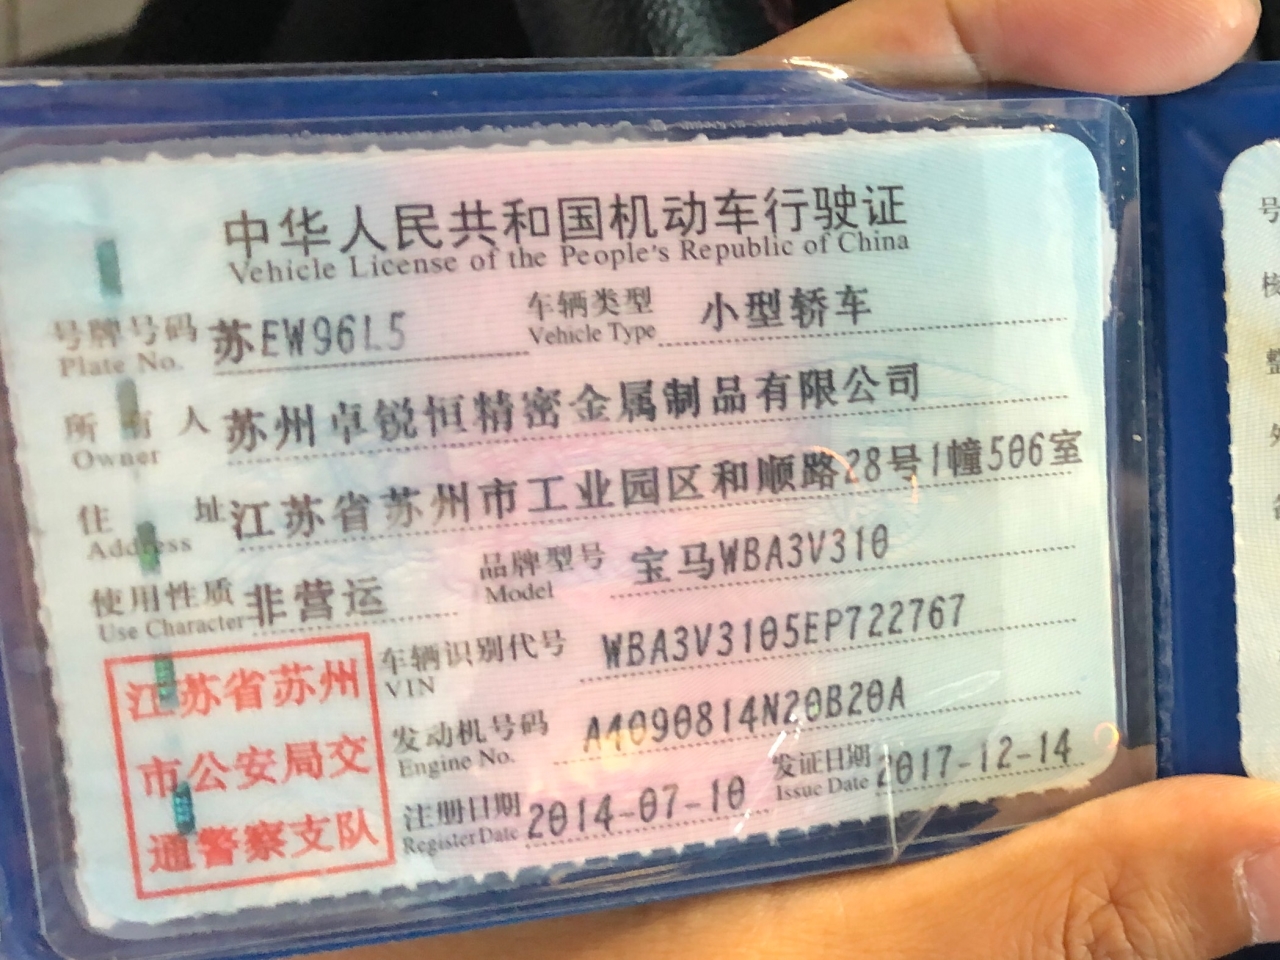 中华人民共和国机动车行驶证
Vehicle License of the People's Republic of China
号牌号码 苏EW96L5 车辆类型 小型轿车
Plate No. Vehicle Type
所有人 苏州卓锐恒精密金属制品有限公司
Owner
住址 江苏省苏州市工业园区和顺路28号1幢506室
Address
使用性质 非营运 品牌型号 宝马WBA3V310
Use Character Model
车辆识别代号 WBA3V3105EP722767
VIN
发动机号码 A4090814N20B20A
Engine No.
注册日期 2014-07-10 发证日期 2017-12-14
Register Date Issue Date
江苏省苏州
市公安局交
通警察支队
号